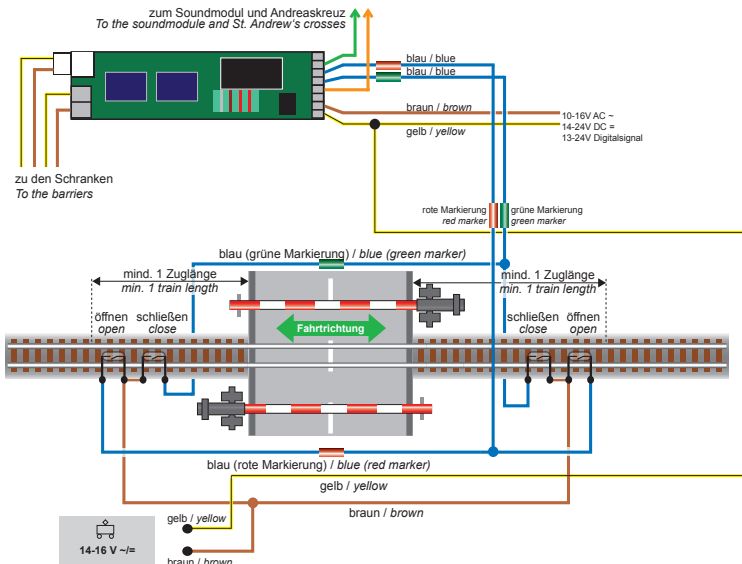 zum Soundmodul und Andreaskreuz
To the soundmodule and St. Andrew's crosses
blau / blue
blau / blue
braun / brown
gelb / yellow
10-16V AC ~
14-24V DC =
13-24V Digitalsignal
zu den Schranken
To the barriers
rote Markierung
red marker
grüne Markierung
green marker
blau (grüne Markierung) / blue (green marker)
mind. 1 Zuglänge
min. 1 train length
mind. 1 Zuglänge
min. 1 train length
öffnen
open
schließen
close
Fahrtrichtung
schließen
close
öffnen
open
blau (rote Markierung) / blue (red marker)
gelb / yellow
braun / brown
gelb / yellow
14-16 V ~/=
braun / brown